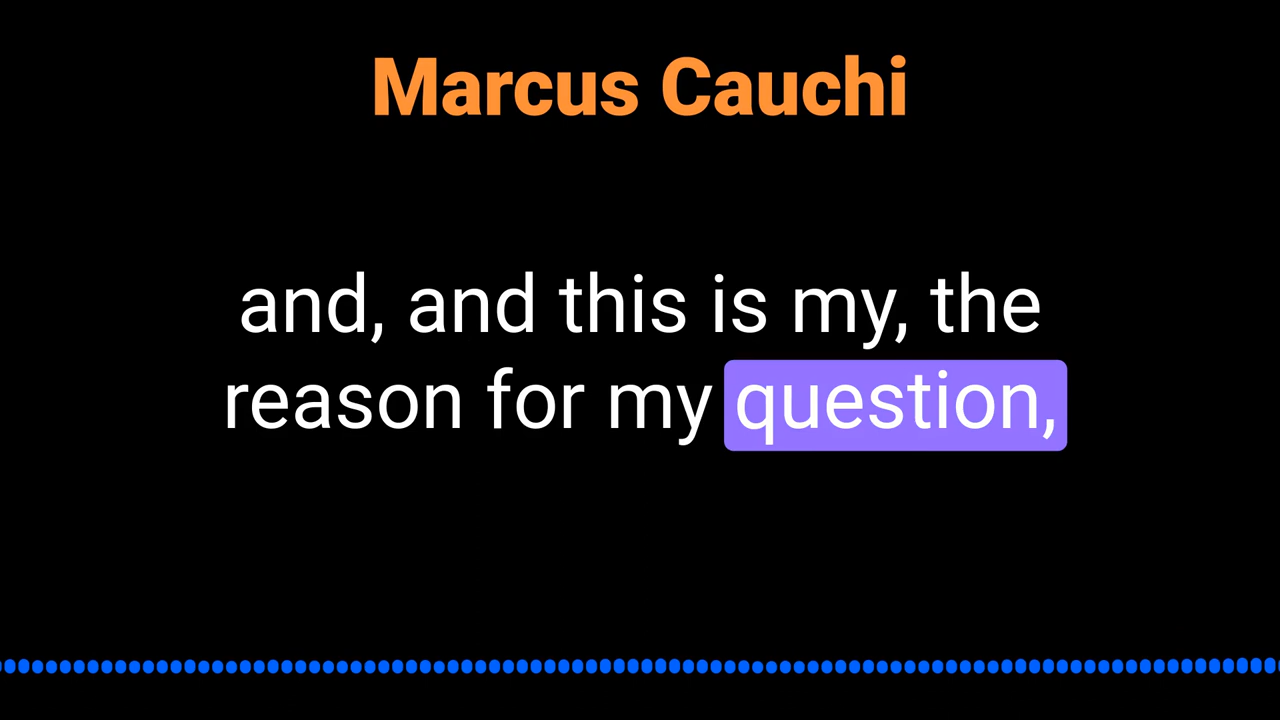 Marcus Cauchi
and, and this is my, the
reason for my question,